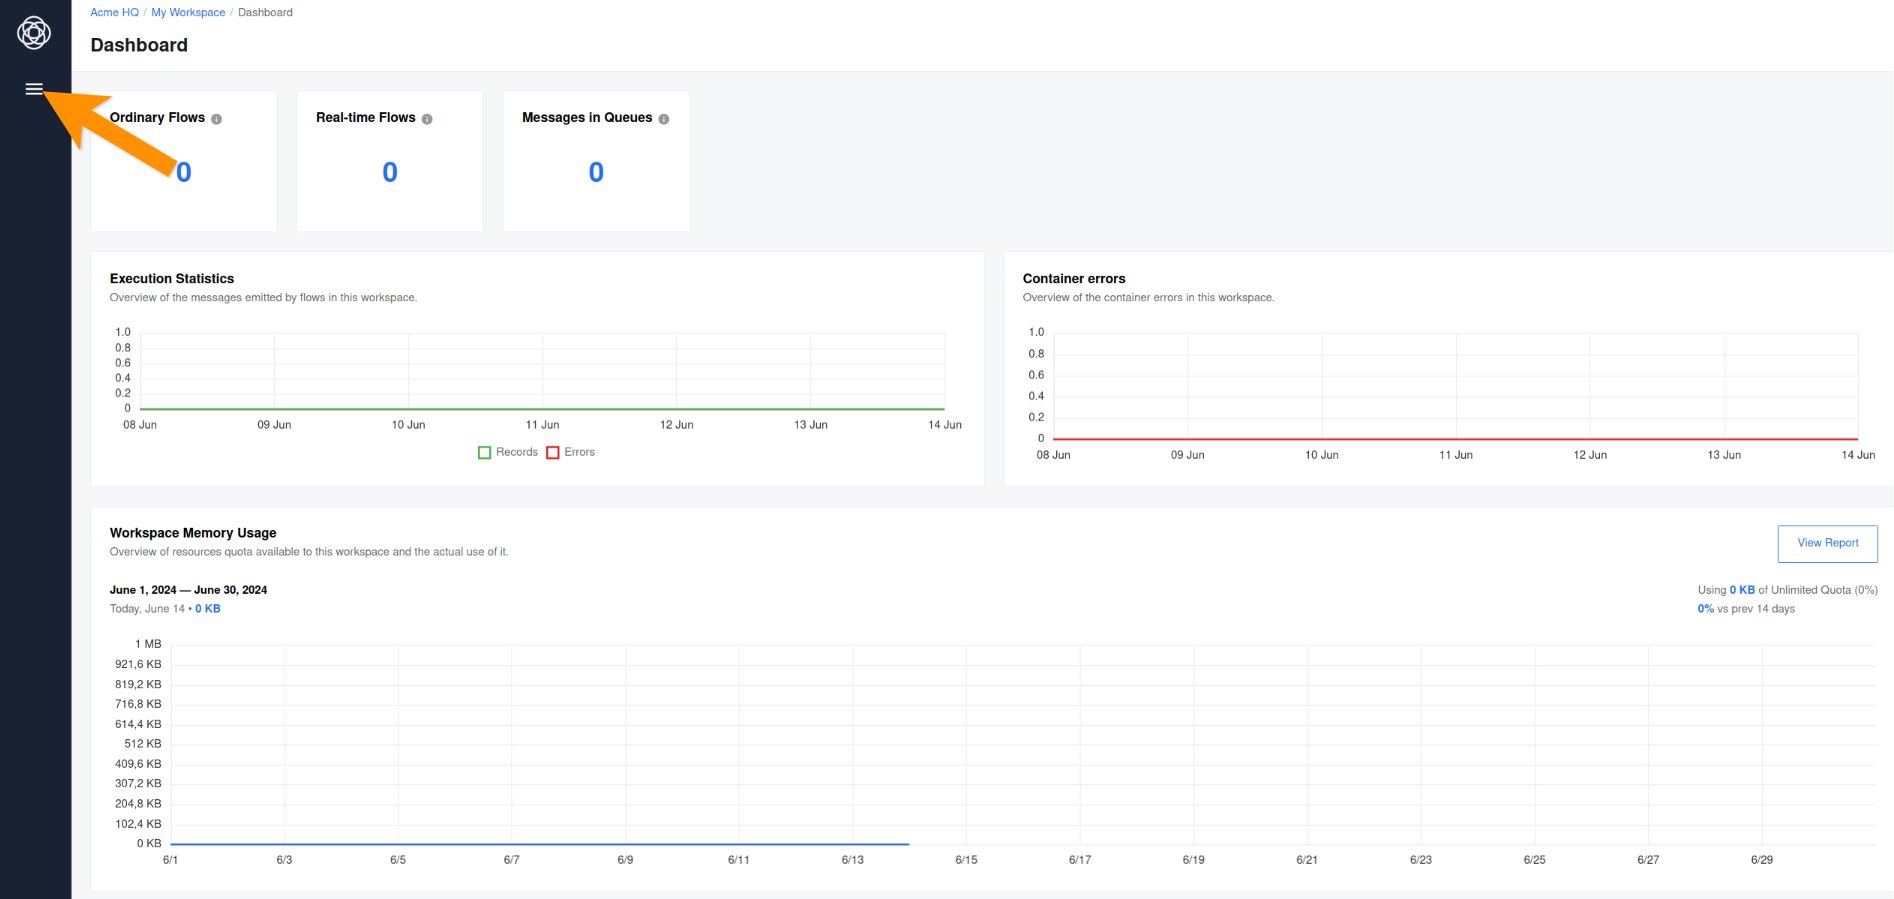 Acme HQ / My Workspace / Dashboard
Dashboard
Ordinary Flows
0
Real-time Flows
0
Messages in Queues
0
Execution Statistics
Overview of the messages emitted by flows in this workspace.
1.0
0.8
0.6
0.4
0.2
0
08 Jun 09 Jun 10 Jun 11 Jun 12 Jun 13 Jun 14 Jun
Records Errors
Container errors
Overview of the container errors in this workspace.
1.0
0.8
0.6
0.4
0.2
0
08 Jun 09 Jun 10 Jun 11 Jun 12 Jun 13 Jun 14 Jun
Workspace Memory Usage
Overview of resources quota available to this workspace and the actual use of it.
View Report
June 1, 2024 — June 30, 2024
Today, June 14 • 0 KB
Using 0 KB of Unlimited Quota (0%)
0% vs prev 14 days
1 MB
921,6 KB
819,2 KB
716,8 KB
614,4 KB
512 KB
409,6 KB
307,2 KB
204,8 KB
102,4 KB
0 KB
6/1 6/3 6/5 6/7 6/9 6/11 6/13 6/15 6/17 6/19 6/21 6/23 6/25 6/27 6/29